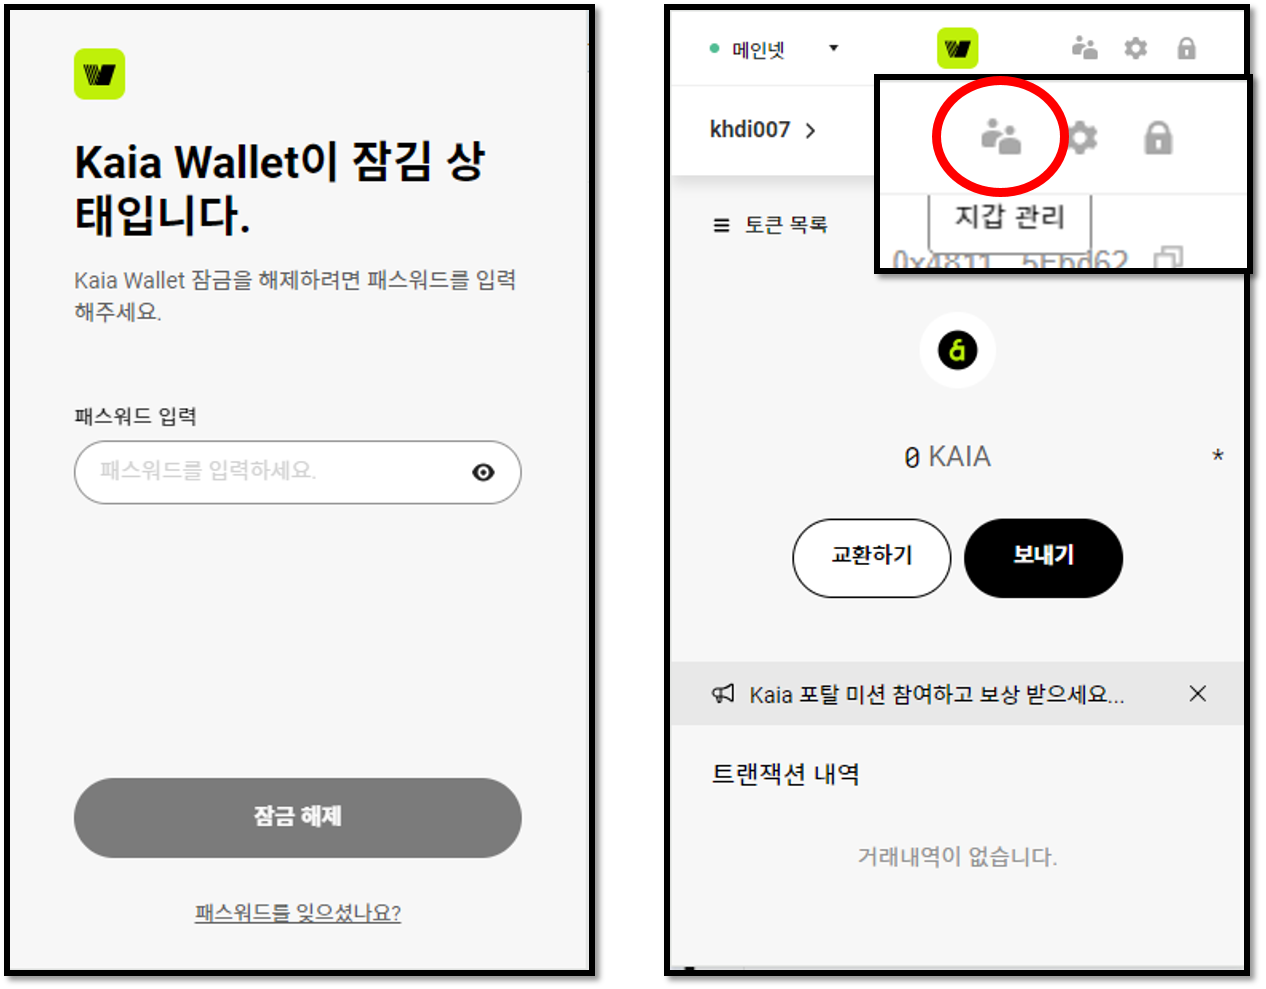 Kaia Wallet이 잠김 상
태입니다.
Kaia Wallet 잠금을 해제하려면 패스워드를 입력
해주세요.
패스워드 입력
패스워드를 입력하세요.
잠금 해제
패스워드를 잊으셨나요?
메인넷
khdi007
지갑 관리
토큰 목록
0 KAIA
*
교환하기
보내기
Kaia 포탈 미션 참여하고 보상 받으세요...
트랜잭션 내역
거래내역이 없습니다.